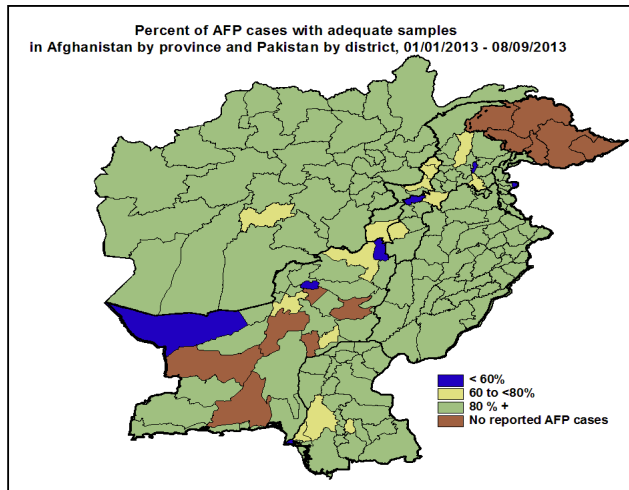 Percent of AFP cases with adequate samples
in Afghanistan by province and Pakistan by district, 01/01/2013 - 08/09/2013
< 60%
60 to <80%
80 % +
No reported AFP cases